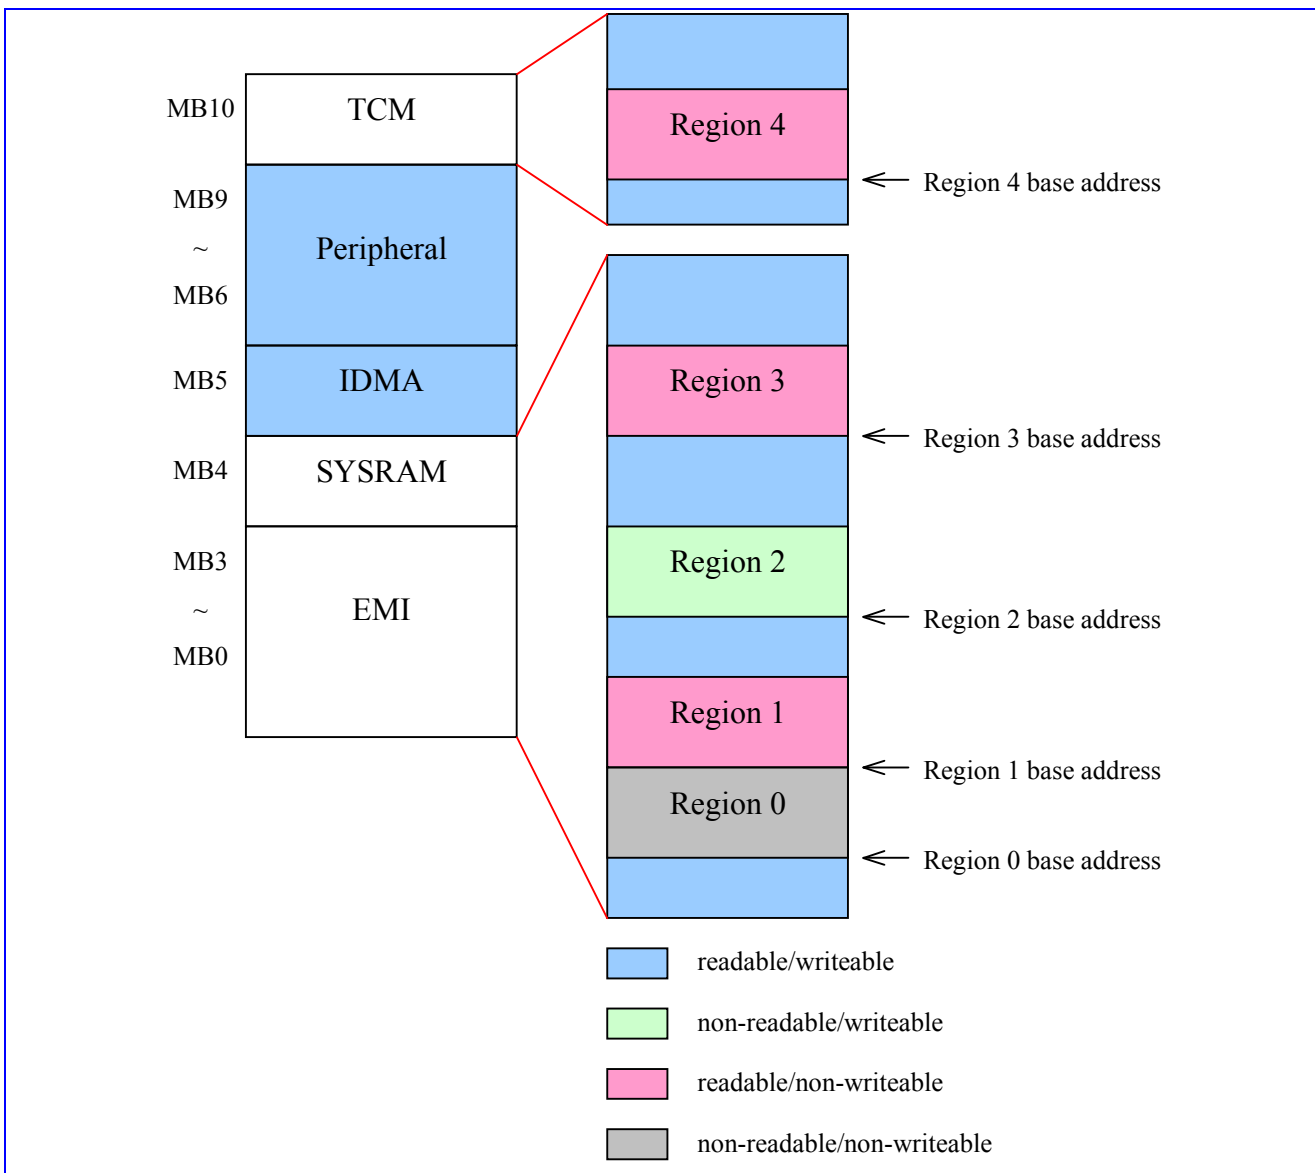 MB10
TCM
MB9
~
MB6
Peripheral
MB5
IDMA
MB4
SYSRAM
MB3
~
MB0
EMI
Region 4
Region 4 base address
Region 3
Region 3 base address
Region 2
Region 2 base address
Region 1
Region 1 base address
Region 0
Region 0 base address
readable/writeable
non-readable/writeable
readable/non-writeable
non-readable/non-writeable